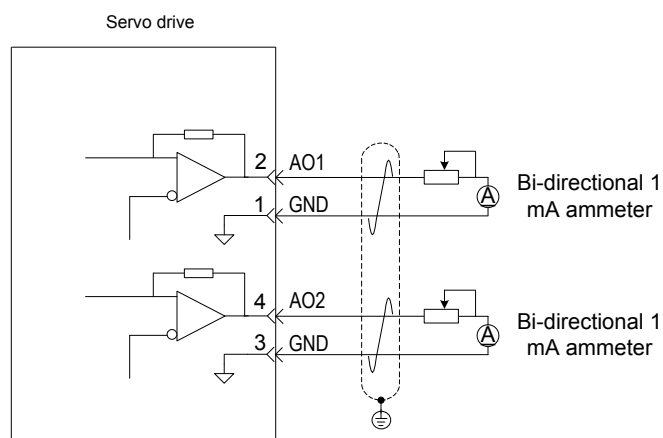 Servo drive
2 AO1
1 GND
A
Bi-directional 1
mA ammeter
4 AO2
3 GND
A
Bi-directional 1
mA ammeter